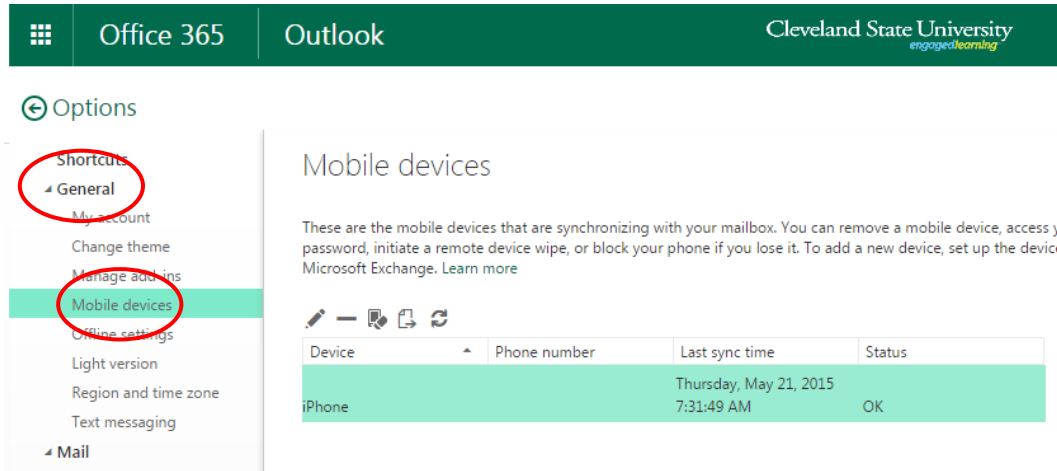 Office 365 Outlook Cleveland State University
engagedlearning
Options
Shortcuts
General
My account
Change theme
Manage add-ins
Mobile devices
Offline settings
Light version
Region and time zone
Text messaging
Mail
Mobile devices
These are the mobile devices that are synchronizing with your mailbox. You can remove a mobile device, access
password, initiate a remote device wipe, or block your phone if you lose it. To add a new device, set up the devic
Microsoft Exchange. Learn more
Device Phone number Last sync time Status
Thursday, May 21, 2015
iPhone 7:31:49 AM OK